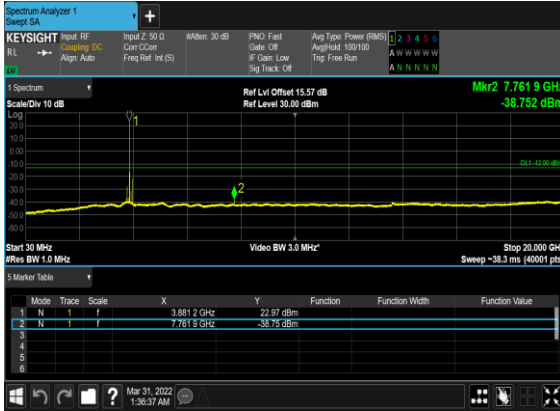 Spectrum Analyzer 1
Swept SA
KEYSIGHT Input: RF Input Z: 50 Ω #Atten: 30 dB PNO: Fast Avg Type: Power (RMS) 1 2 3 4 5 6
RL Coupling: DC Corr CCorr Gate: Off Avg|Hold: 100/100 A W W W W W
Align: Auto Freq Ref: Int (S) IF Gain: Low Trig: Free Run
Sig Track: Off A N N N N N
1 Spectrum
Ref Lvl Offset 15.57 dB Mkr2 7.761 9 GHz
Scale/Div 10 dB Ref Level 30.00 dBm -38.752 dBm
Log
1
20.0
10.0
0.00
-10.0 DL1 -13.00 dBm
-20.0
-30.0 2
-40.0
-50.0
-60.0
Start 30 MHz Video BW 3.0 MHz* Stop 20.000 GHz
#Res BW 1.0 MHz Sweep ~38.3 ms (40001 pts)
5 Marker Table
Mode Trace Scale X Y Function Function Width Function Value
1 N 1 f 3.881 2 GHz 22.97 dBm
2 N 1 f 7.761 9 GHz -38.75 dBm
3
4
5
6
Mar 31, 2022
1:36:37 AM